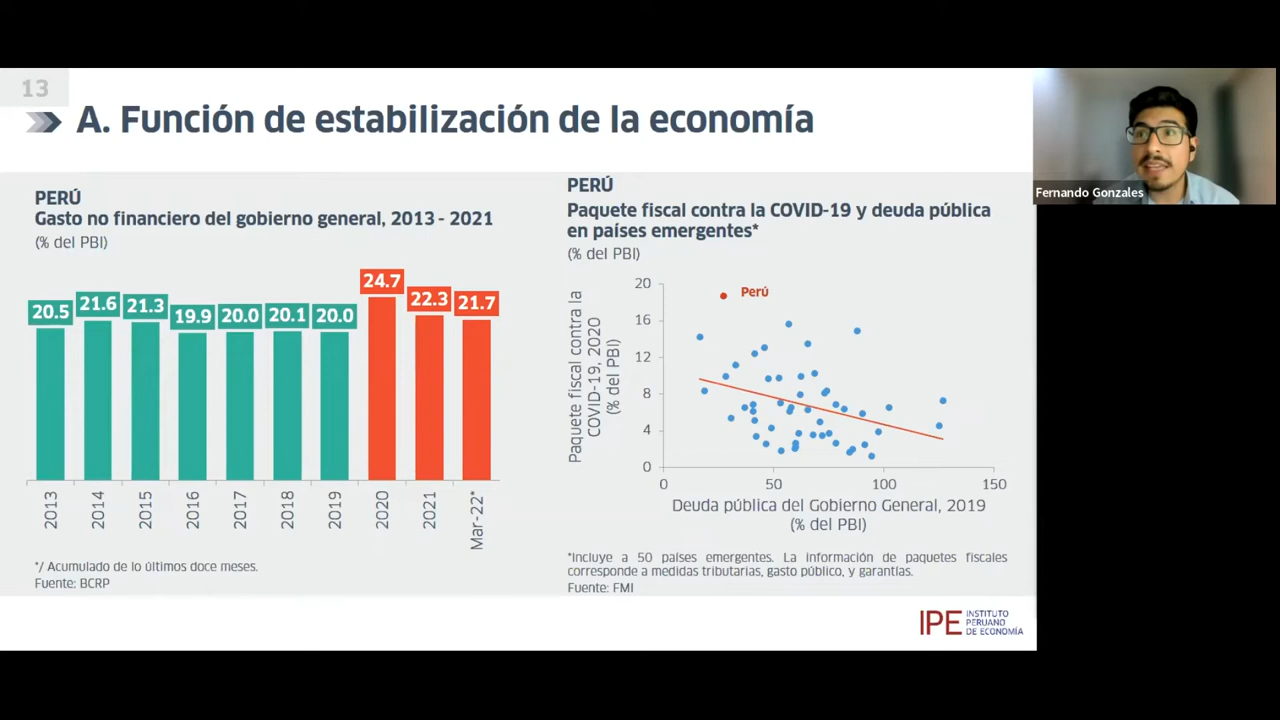 13
A. Función de estabilización de la economía
PERÚ
Gasto no financiero del gobierno general, 2013 - 2021
(% del PBI)
20.5
21.6
21.3
19.9
20.0
20.1
20.0
24.7
22.3
21.7
2013
2014
2015
2016
2017
2018
2019
2020
2021
Mar-22*
*/ Acumulado de lo últimos doce meses.
Fuente: BCRP
PERÚ
Paquete fiscal contra la COVID-19 y deuda pública
en países emergentes*
(% del PBI)
Paquete fiscal contra la
COVID-19, 2020
(% del PBI)
20
16
12
8
4
0
Perú
0
50
100
150
Deuda pública del Gobierno General, 2019
(% del PBI)
*Incluye a 50 países emergentes. La información de paquetes fiscales
corresponde a medidas tributarias, gasto público, y garantías.
Fuente: FMI
IPE
INSTITUTO
PERUANO
DE ECONOMÍA
Fernando Gonzales